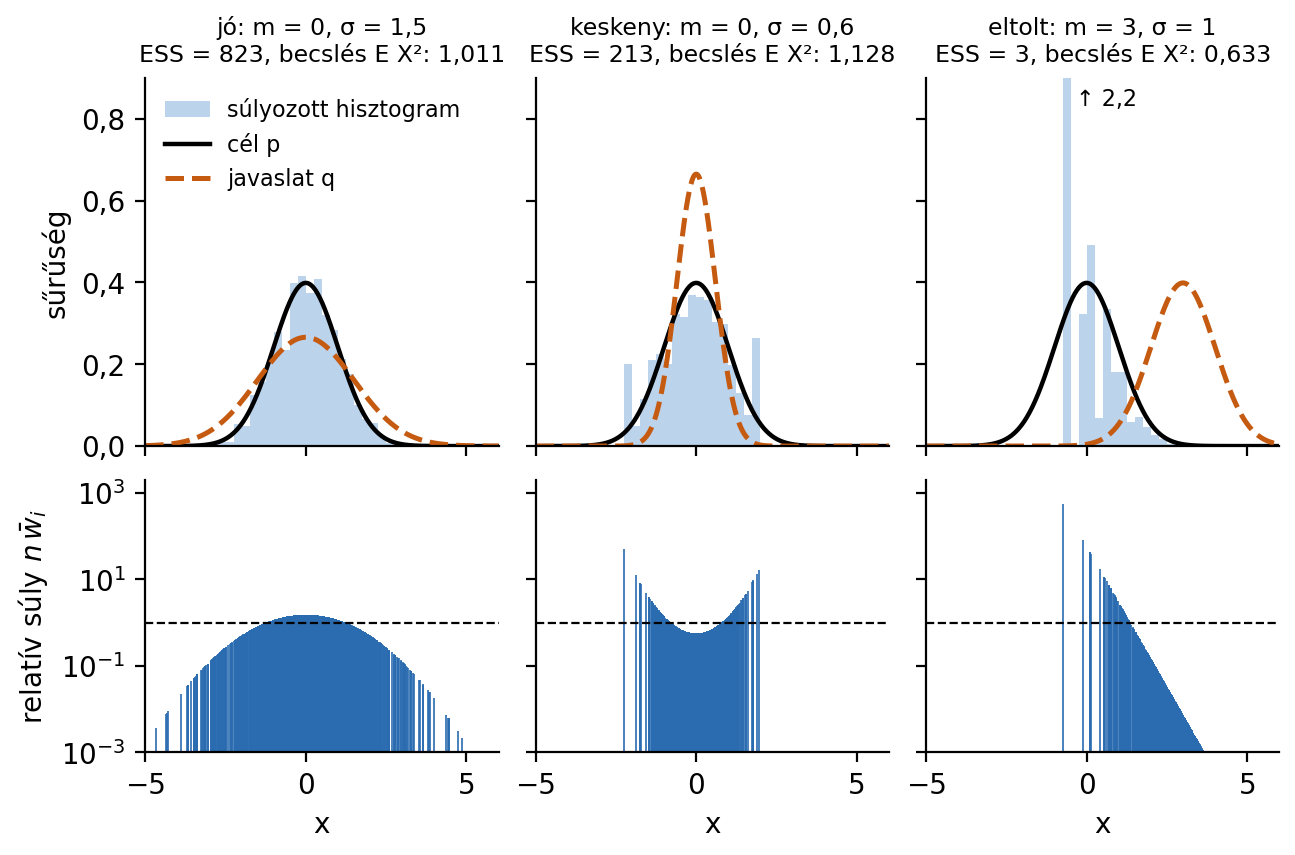 jó: m = 0, σ = 1,5
ESS = 823, becslés E X²: 1,011
keskeny: m = 0, σ = 0,6
ESS = 213, becslés E X²: 1,128
eltolt: m = 3, σ = 1
ESS = 3, becslés E X²: 0,633
súlyozott hisztogram
cél p
javaslat q
↑ 2,2
sűrűség
0,8
0,6
0,4
0,2
0,0
relatív súly n w̄ᵢ
10³
10¹
10⁻¹
10⁻³
−5
0
5
−5
0
5
−5
0
5
x
x
x